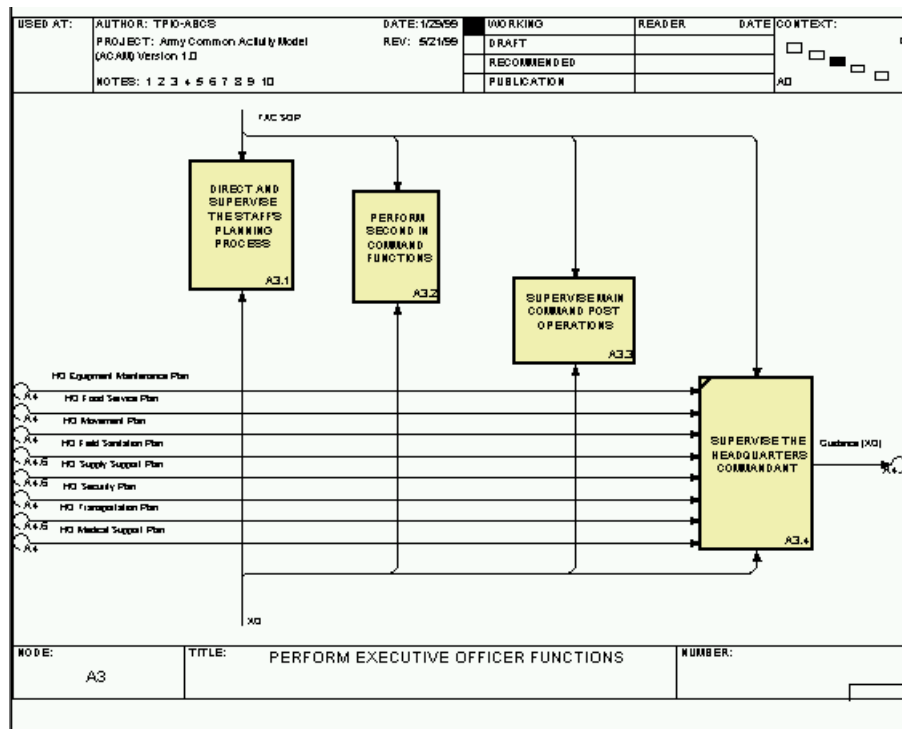 USED AT:
AUTHOR: TPIO-ABCS
DATE: 1/29/99
WORKING
READER
DATE
CONTEXT:
PROJECT: Army Common Activity Model
REV: 5/21/99
DRAFT
(ACAM) Version 1.0
RECOMMENDED
NOTES: 1 2 3 4 5 6 7 8 9 10
PUBLICATION
A0
TAC SOP
DIRECT AND
SUPERVISE
THE STAFF'S
PLANNING
PROCESS
A3.1
PERFORM
SECOND IN
COMMAND
FUNCTIONS
A3.2
SUPERVISE MAIN
COMMAND POST
OPERATIONS
A3.3
HQ Equipment Maintenance Plan
A4
HQ Food Service Plan
A4
HQ Movement Plan
A4
HQ Field Sanitation Plan
A4.6
HQ Supply Support Plan
A4.6
HQ Security Plan
A4
HQ Transportation Plan
A4.6
HQ Medical Support Plan
A4
SUPERVISE THE
HEADQUARTERS
COMMANDANT
A3.4
Guidance (XO)
XO
NODE:
A3
TITLE:
PERFORM EXECUTIVE OFFICER FUNCTIONS
NUMBER: